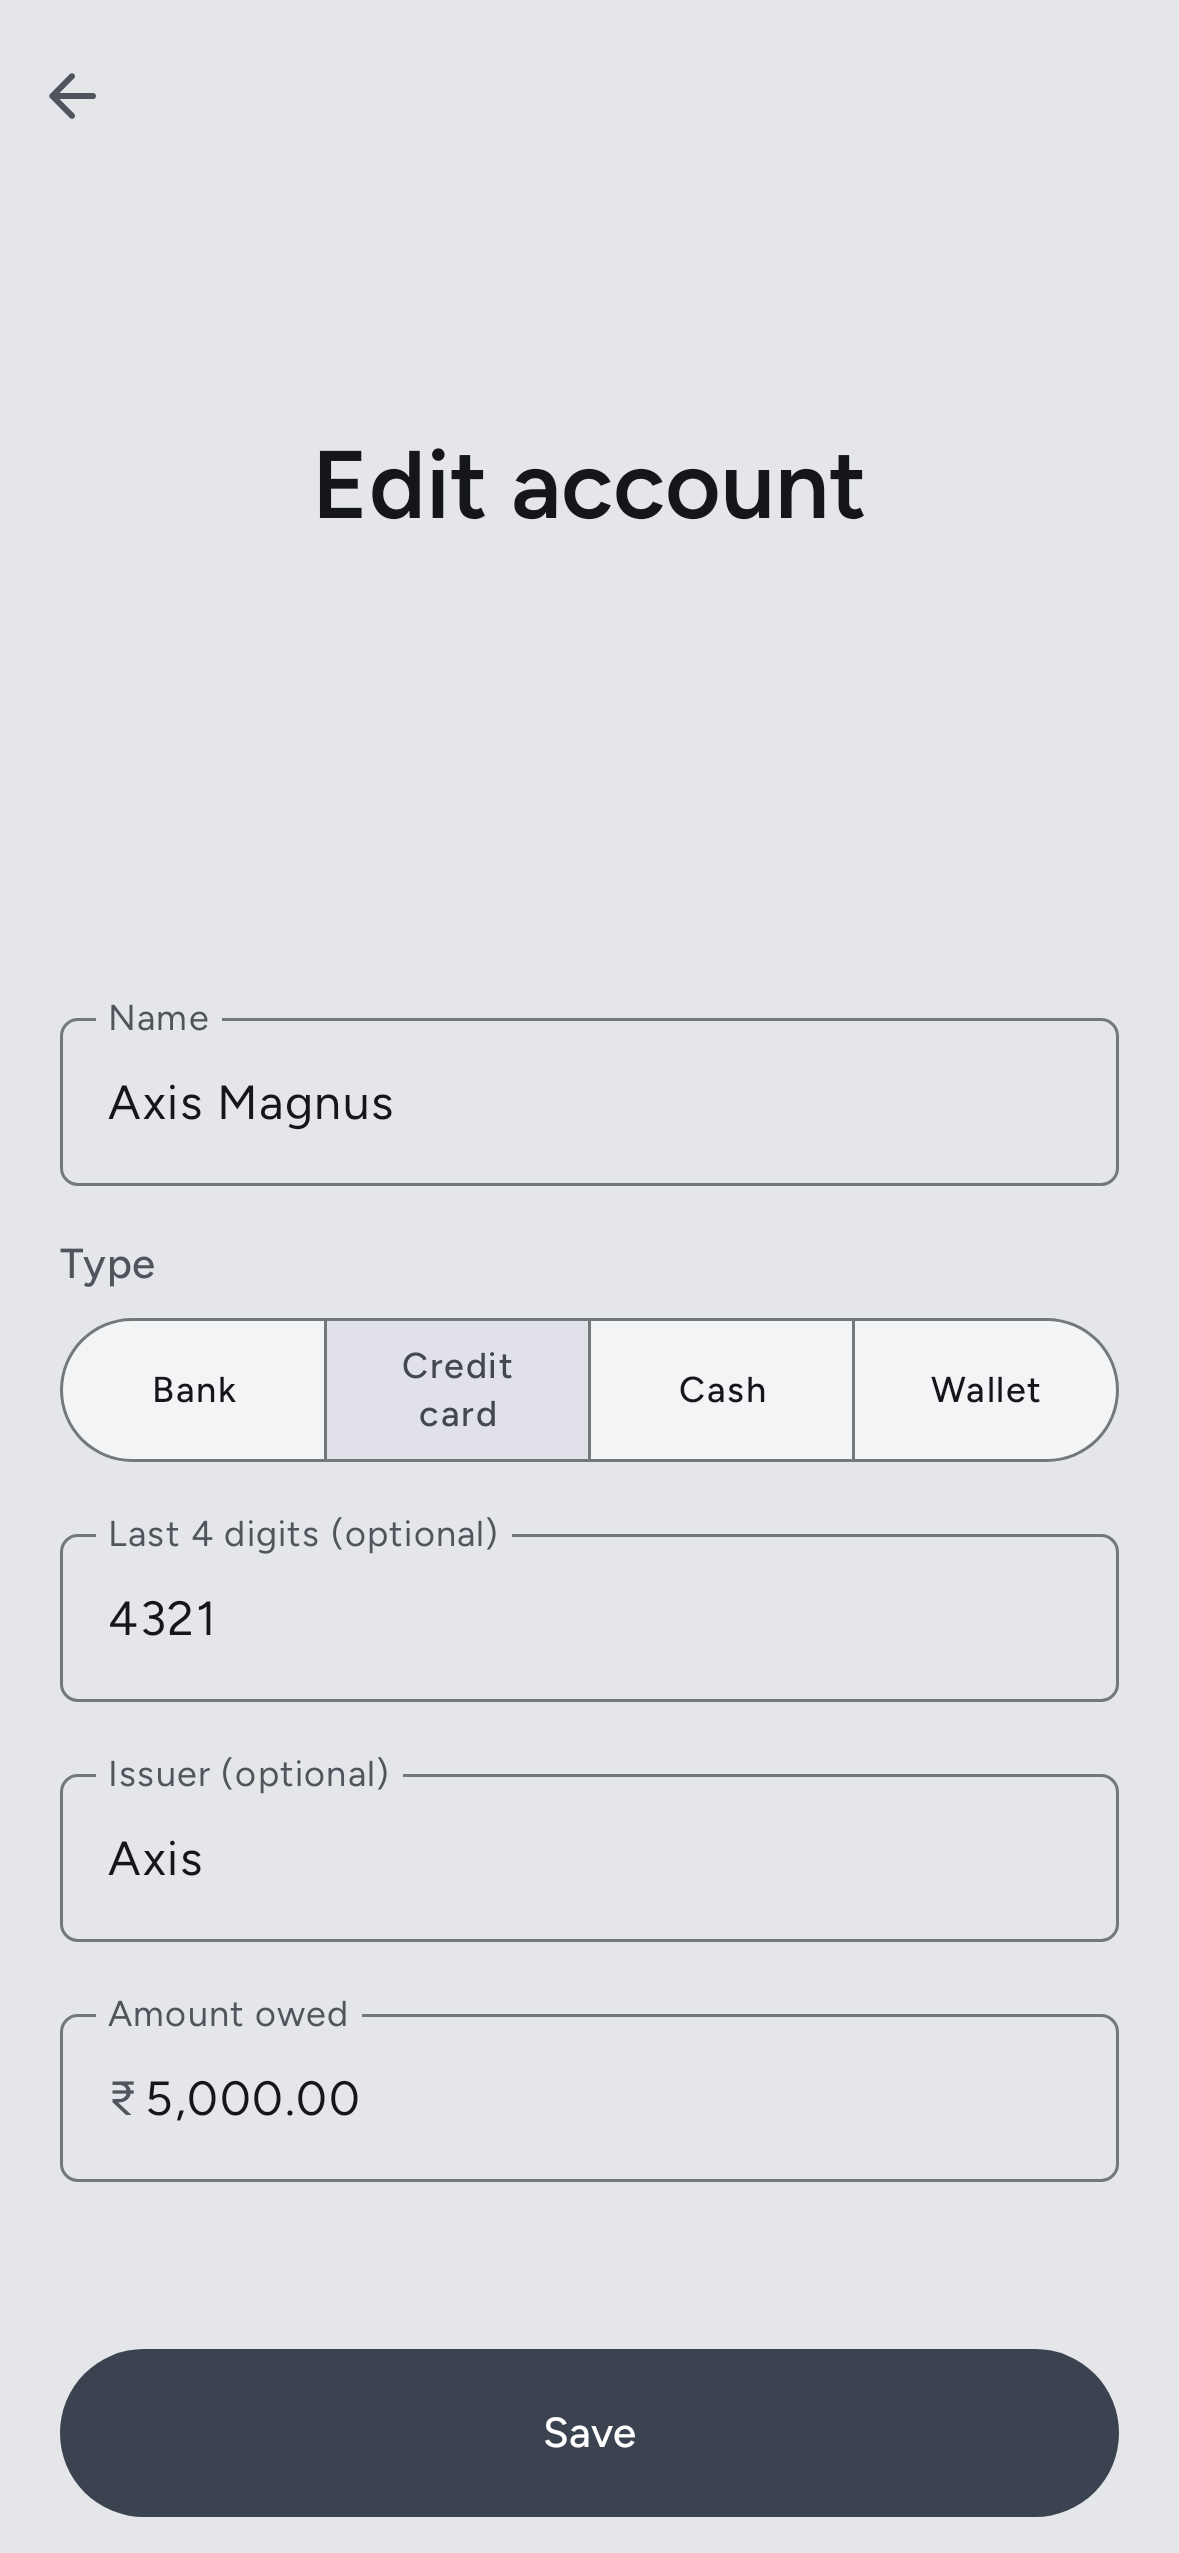 Edit account
Name
Axis Magnus
Type
Bank
Credit
card
Cash
Wallet
Last 4 digits (optional)
4321
Issuer (optional)
Axis
Amount owed
₹ 5,000.00
Save